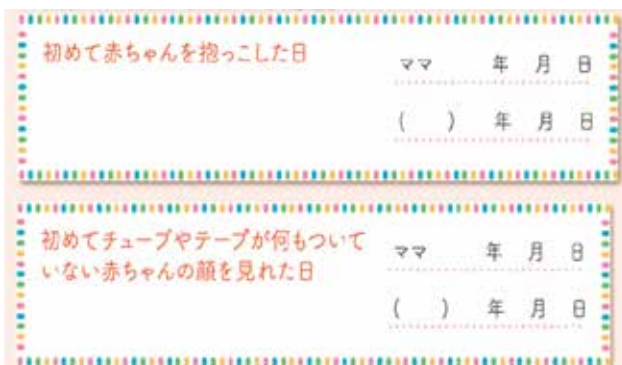 初めて赤ちゃんを抱っこした日
ママ 年 月 日
( ) 年 月 日
初めてチューブやテープが何もついて
いない赤ちゃんの顔を見れた日
ママ 年 月 日
( ) 年 月 日